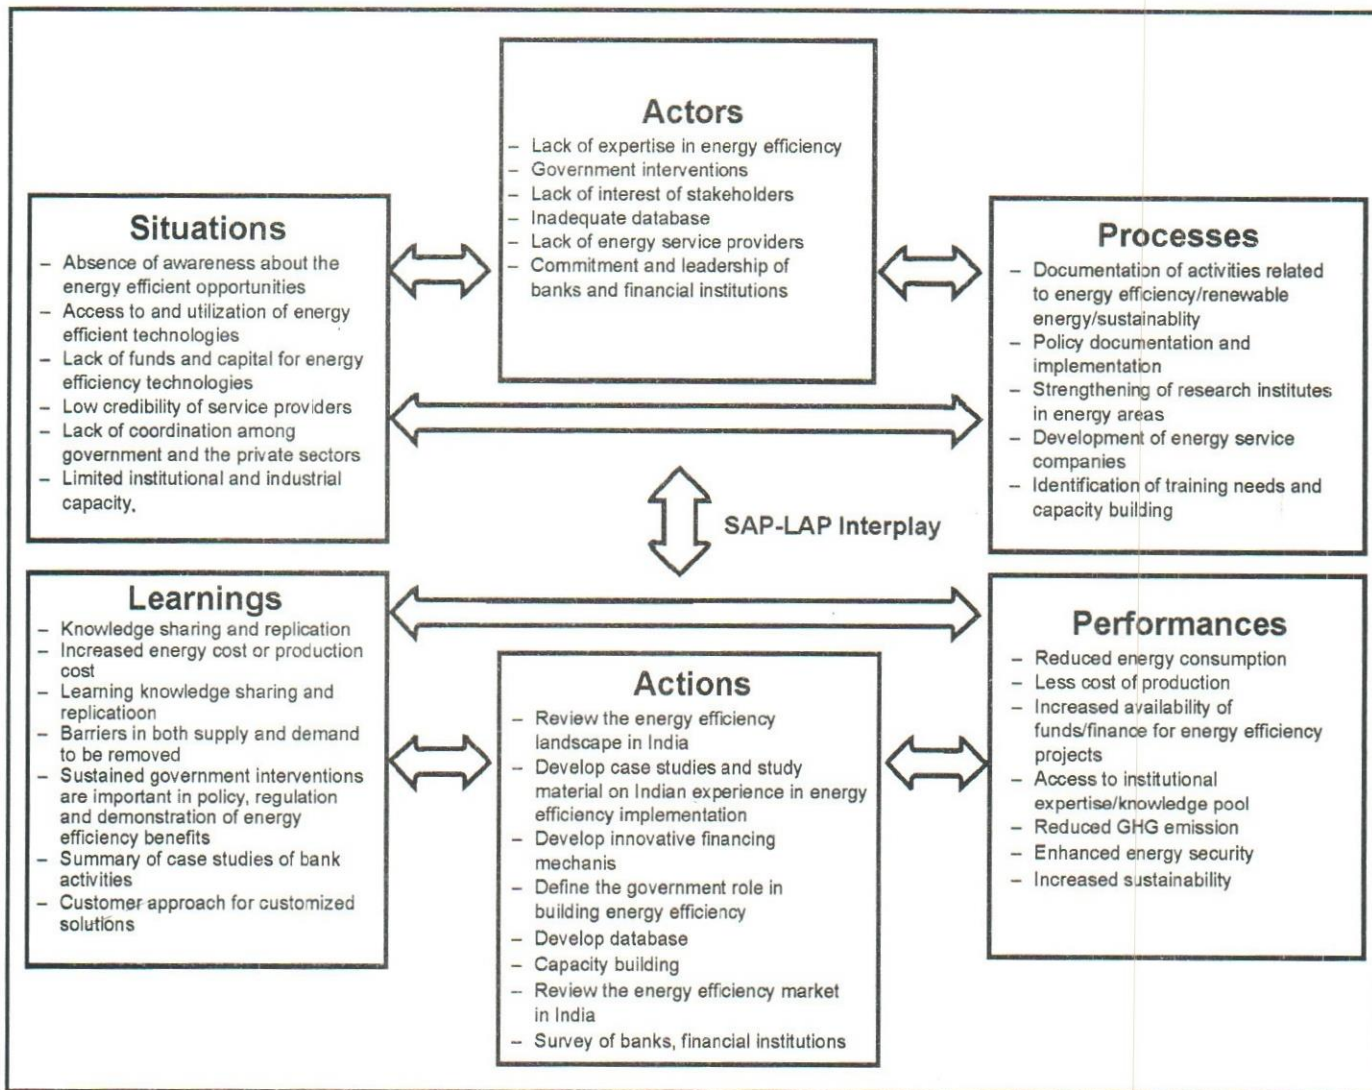 Actors
– Lack of expertise in energy efficiency
– Government interventions
– Lack of interest of stakeholders
– Inadequate database
– Lack of energy service providers
– Commitment and leadership of
banks and financial institutions
Situations
– Absence of awareness about the
energy efficient opportunities
– Access to and utilization of energy
efficient technologies
– Lack of funds and capital for energy
efficiency technologies
– Low credibility of service providers
– Lack of coordination among
government and the private sectors
– Limited institutional and industrial
capacity.
Processes
– Documentation of activities related
to energy efficiency/renewable
energy/sustainablity
– Policy documentation and
implementation
– Strengthening of research institutes
in energy areas
– Development of energy service
companies
– Identification of training needs and
capacity building
SAP-LAP Interplay
Learnings
– Knowledge sharing and replication
– Increased energy cost or production
cost
– Learning knowledge sharing and
replicatioon
– Barriers in both supply and demand
to be removed
– Sustained government interventions
are important in policy, regulation
and demonstration of energy
efficiency benefits
– Summary of case studies of bank
activities
– Customer approach for customized
solutions
Actions
– Review the energy efficiency
landscape in India
– Develop case studies and study
material on Indian experience in energy
efficiency implementation
– Develop innovative financing
mechanis
– Define the government role in
building energy efficiency
– Develop database
– Capacity building
– Review the energy efficiency market
in India
– Survey of banks, financial institutions
Performances
– Reduced energy consumption
– Less cost of production
– Increased availability of
funds/finance for energy efficiency
projects
– Access to institutional
expertise/knowledge pool
– Reduced GHG emission
– Enhanced energy security
– Increased sustainability